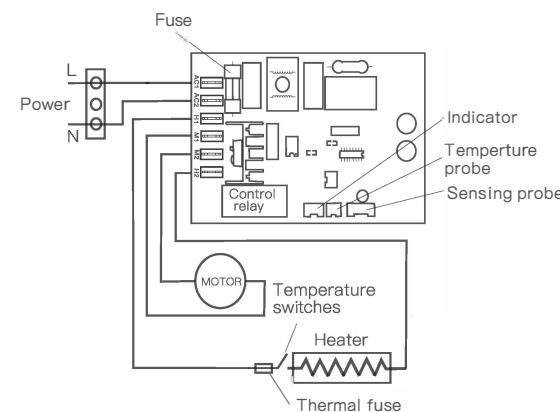 Fuse
L
Power
N
AC1
AC2
H1
M1
M2
H2
Control
relay
Indicator
Temperture
probe
Sensing probe
MOTOR
Temperature
switches
Heater
Thermal fuse